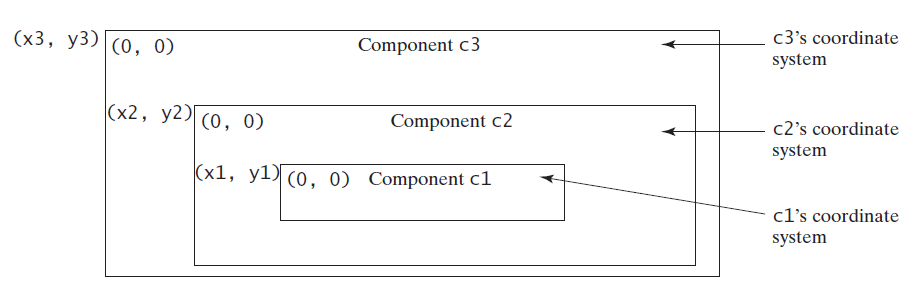 (x3, y3)
(0, 0)
Component c3
c3’s coordinate
system
(x2, y2)
(0, 0)
Component c2
c2’s coordinate
system
(x1, y1)
(0, 0)
Component c1
c1’s coordinate
system